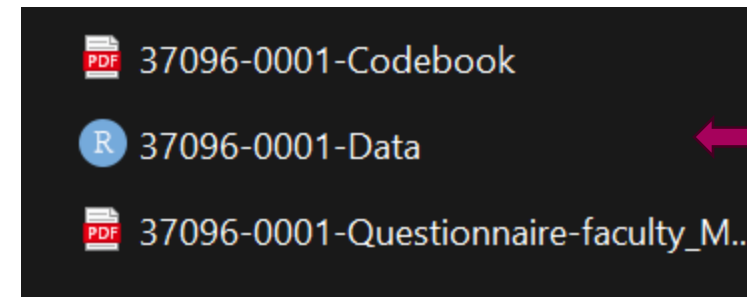 PDF 37096-0001-Codebook
R 37096-0001-Data
PDF 37096-0001-Questionnaire-faculty_M...